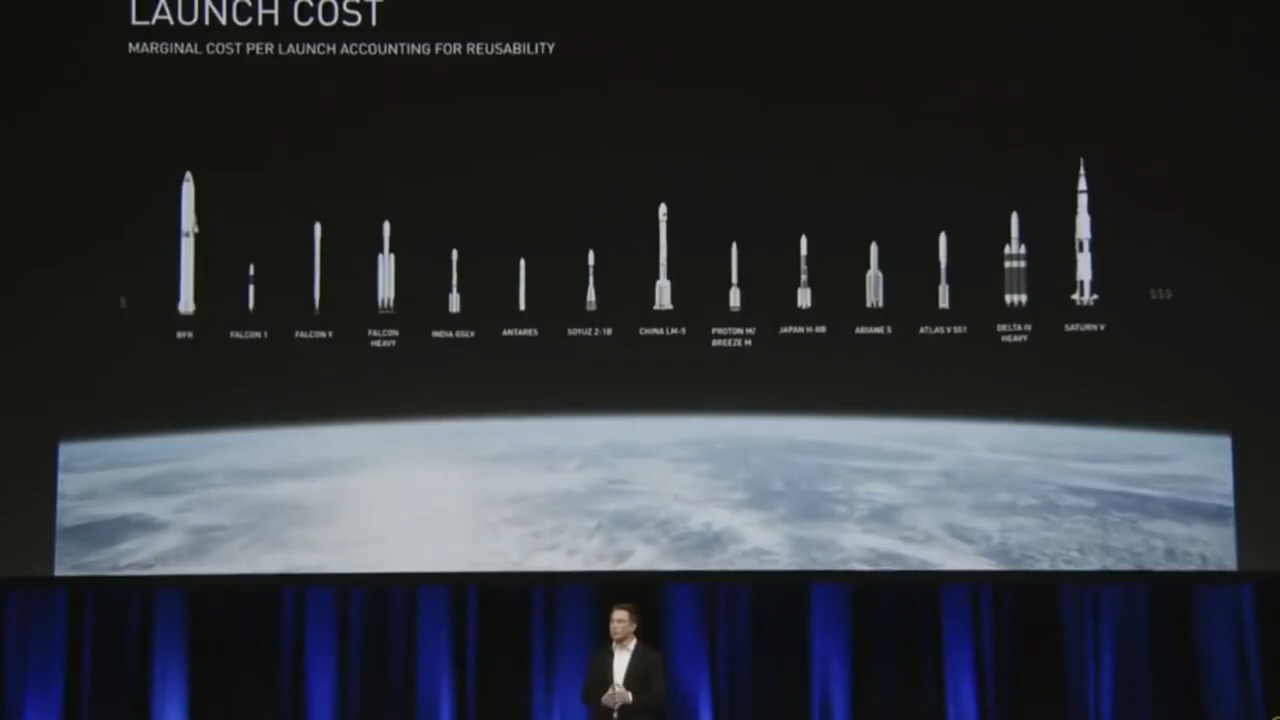 LAUNCH COST
MARGINAL COST PER LAUNCH ACCOUNTING FOR REUSABILITY
$
$$$
BFR
FALCON 1
FALCON 9
FALCON HEAVY
INDIA GSLV
ANTARES
SOYUZ 2-1B
CHINA LM-5
PROTON M/
BREEZE M
JAPAN H-IIB
ARIANE 5
ATLAS V 551
DELTA IV
HEAVY
SATURN V